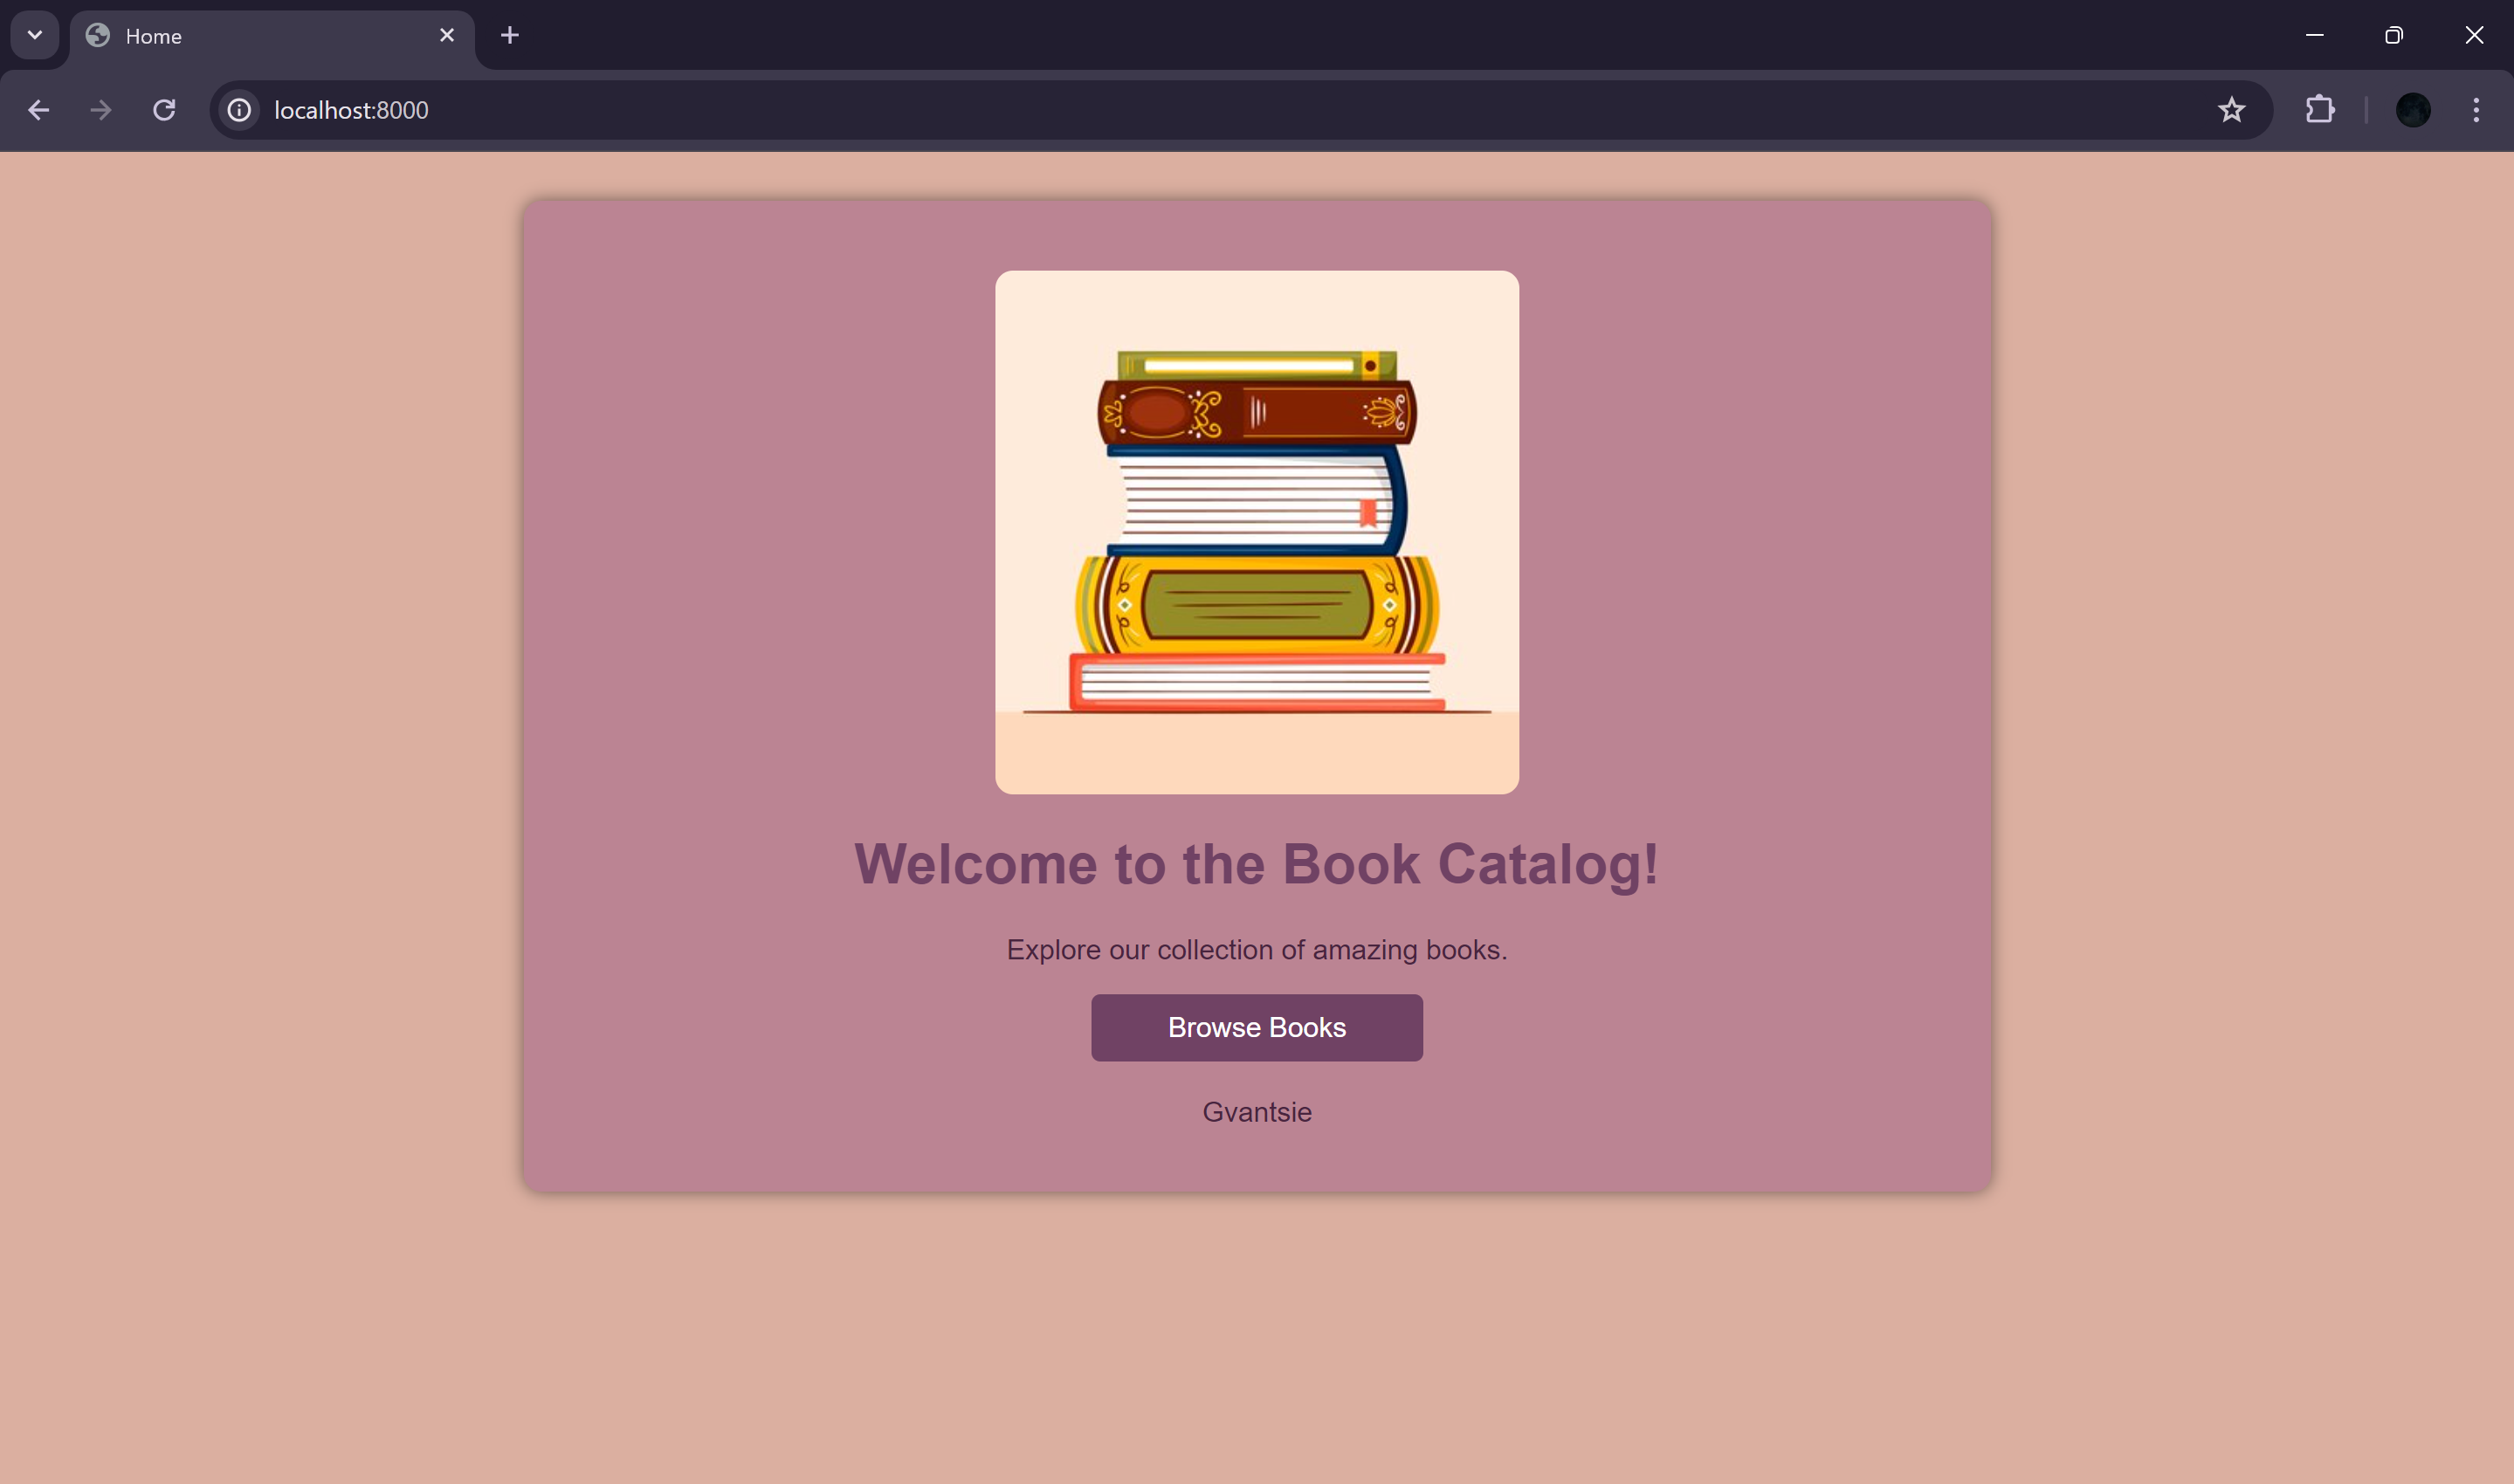 Home
localhost:8000
Welcome to the Book Catalog!
Explore our collection of amazing books.
Browse Books
Gvantsie